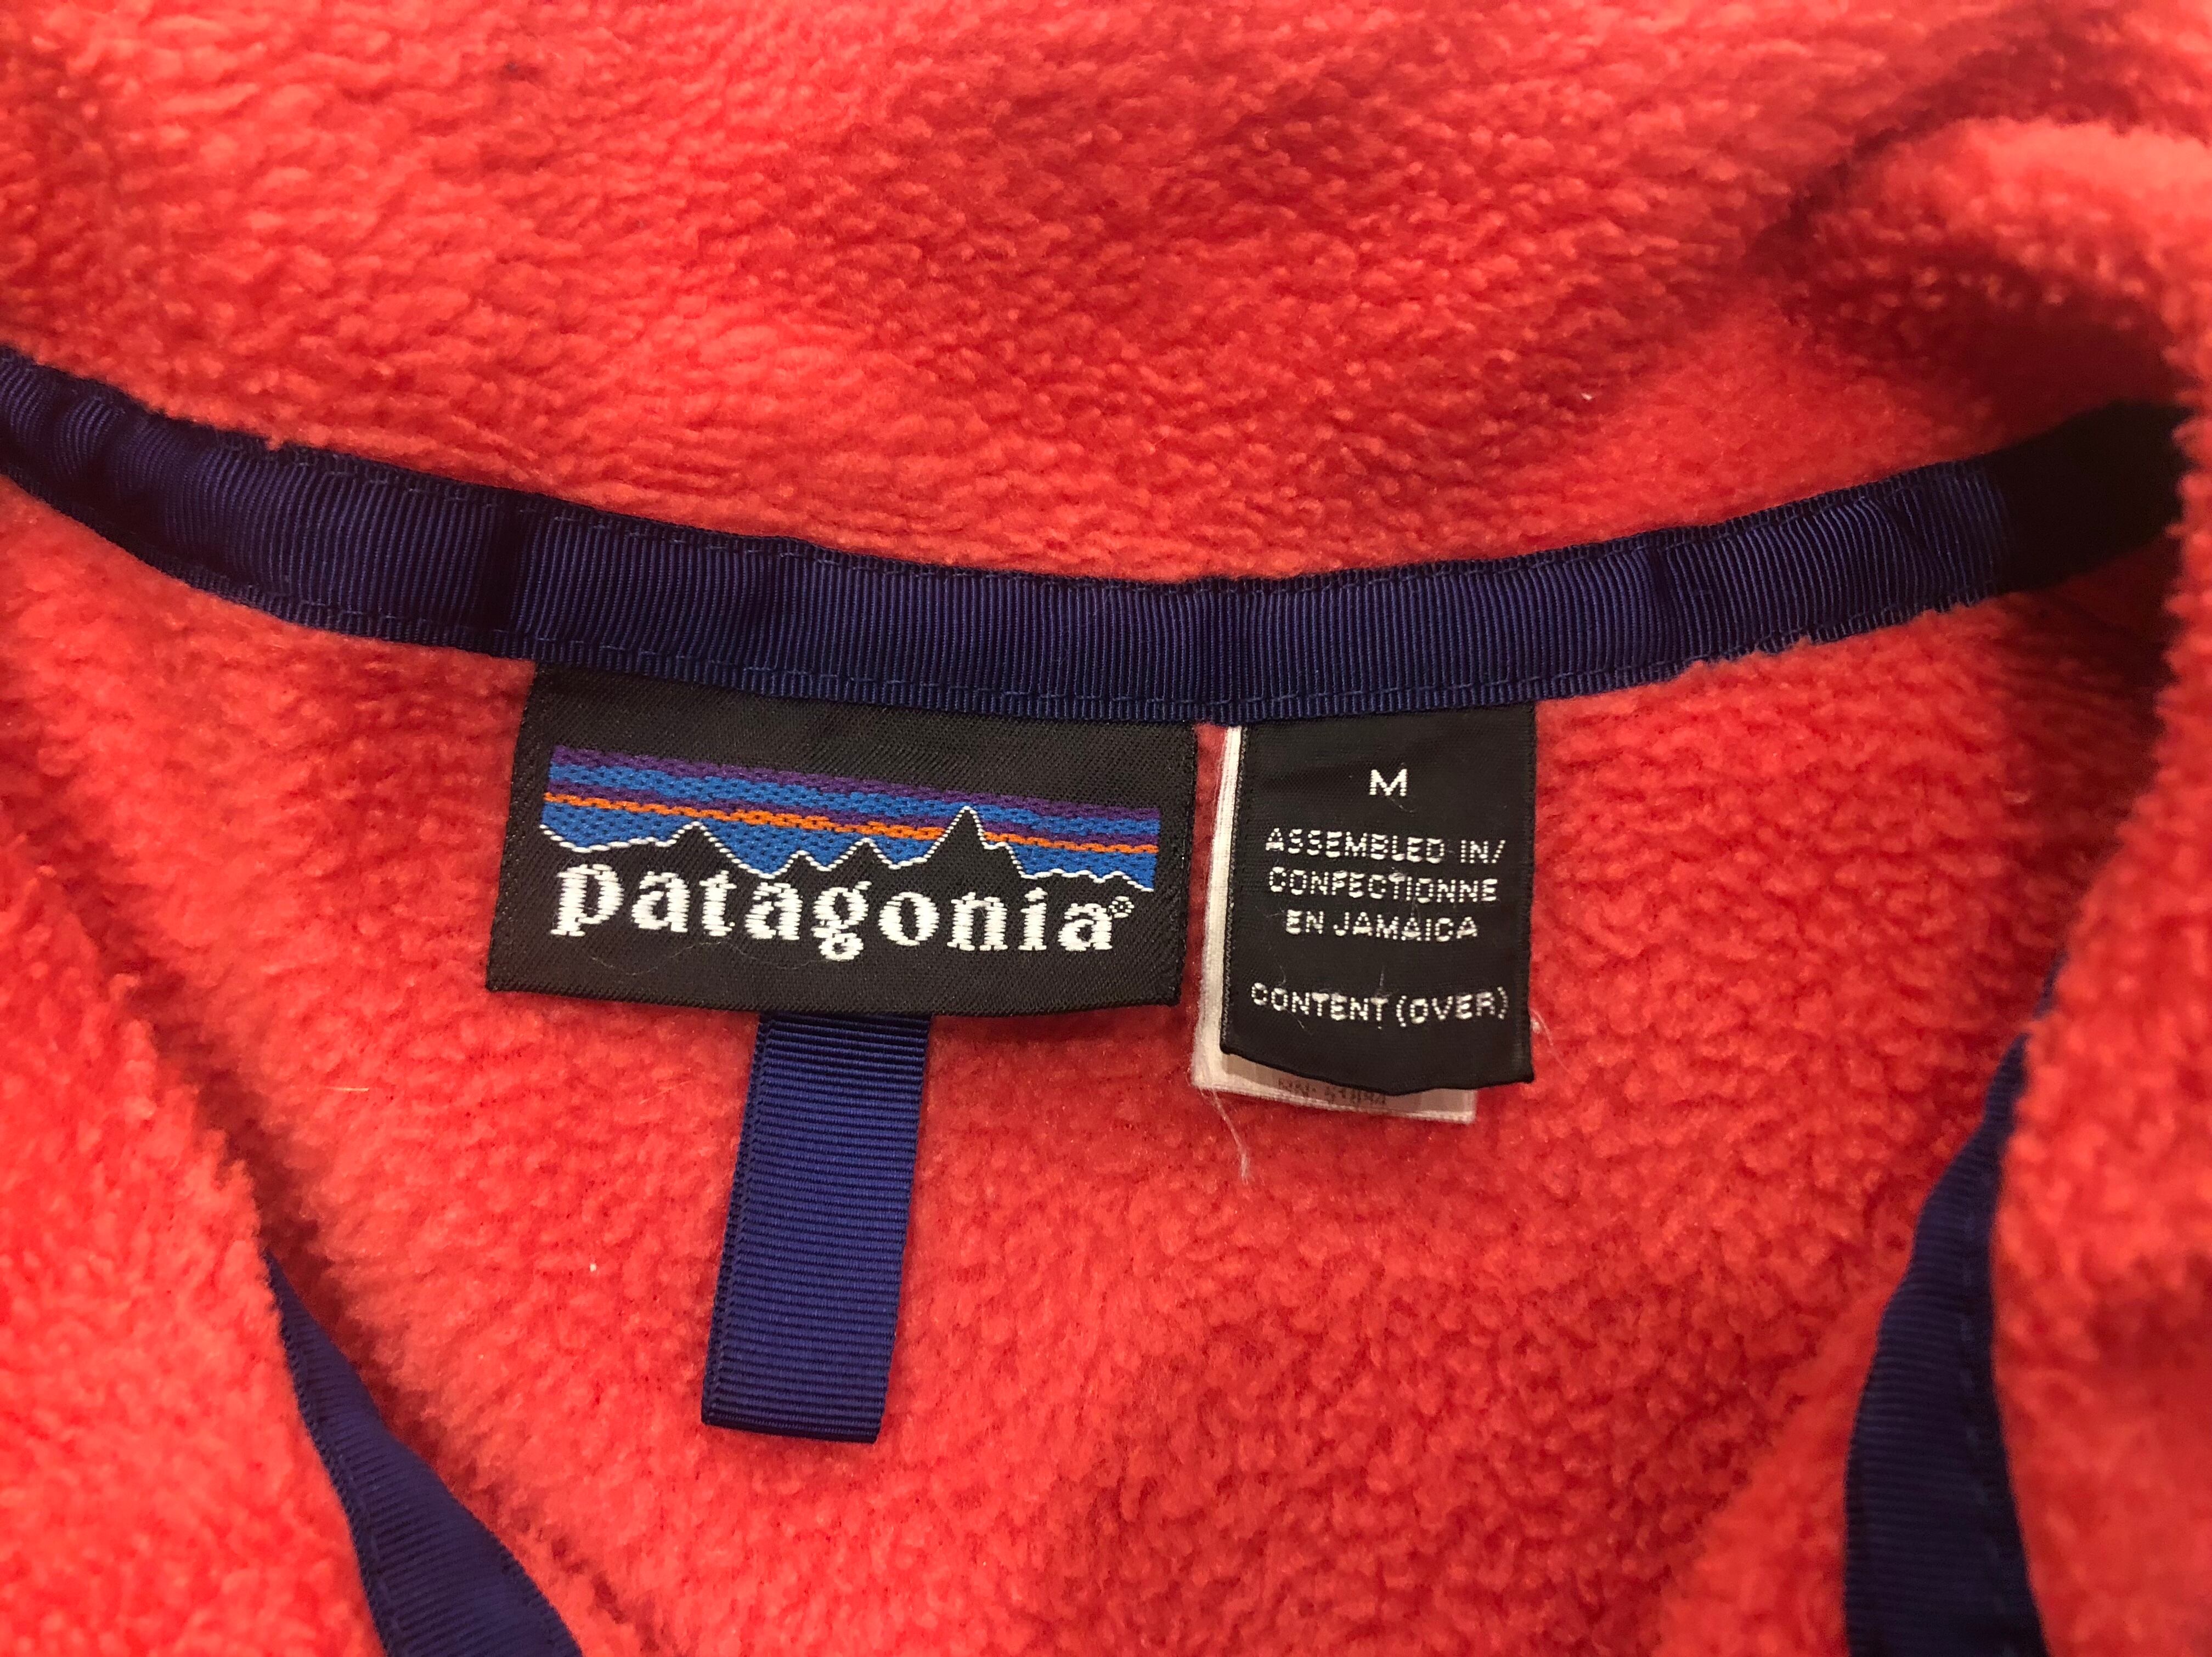 patagonia®
M
ASSEMBLED IN/
CONFECTIONNE
EN JAMAICA
CONTENT (OVER)